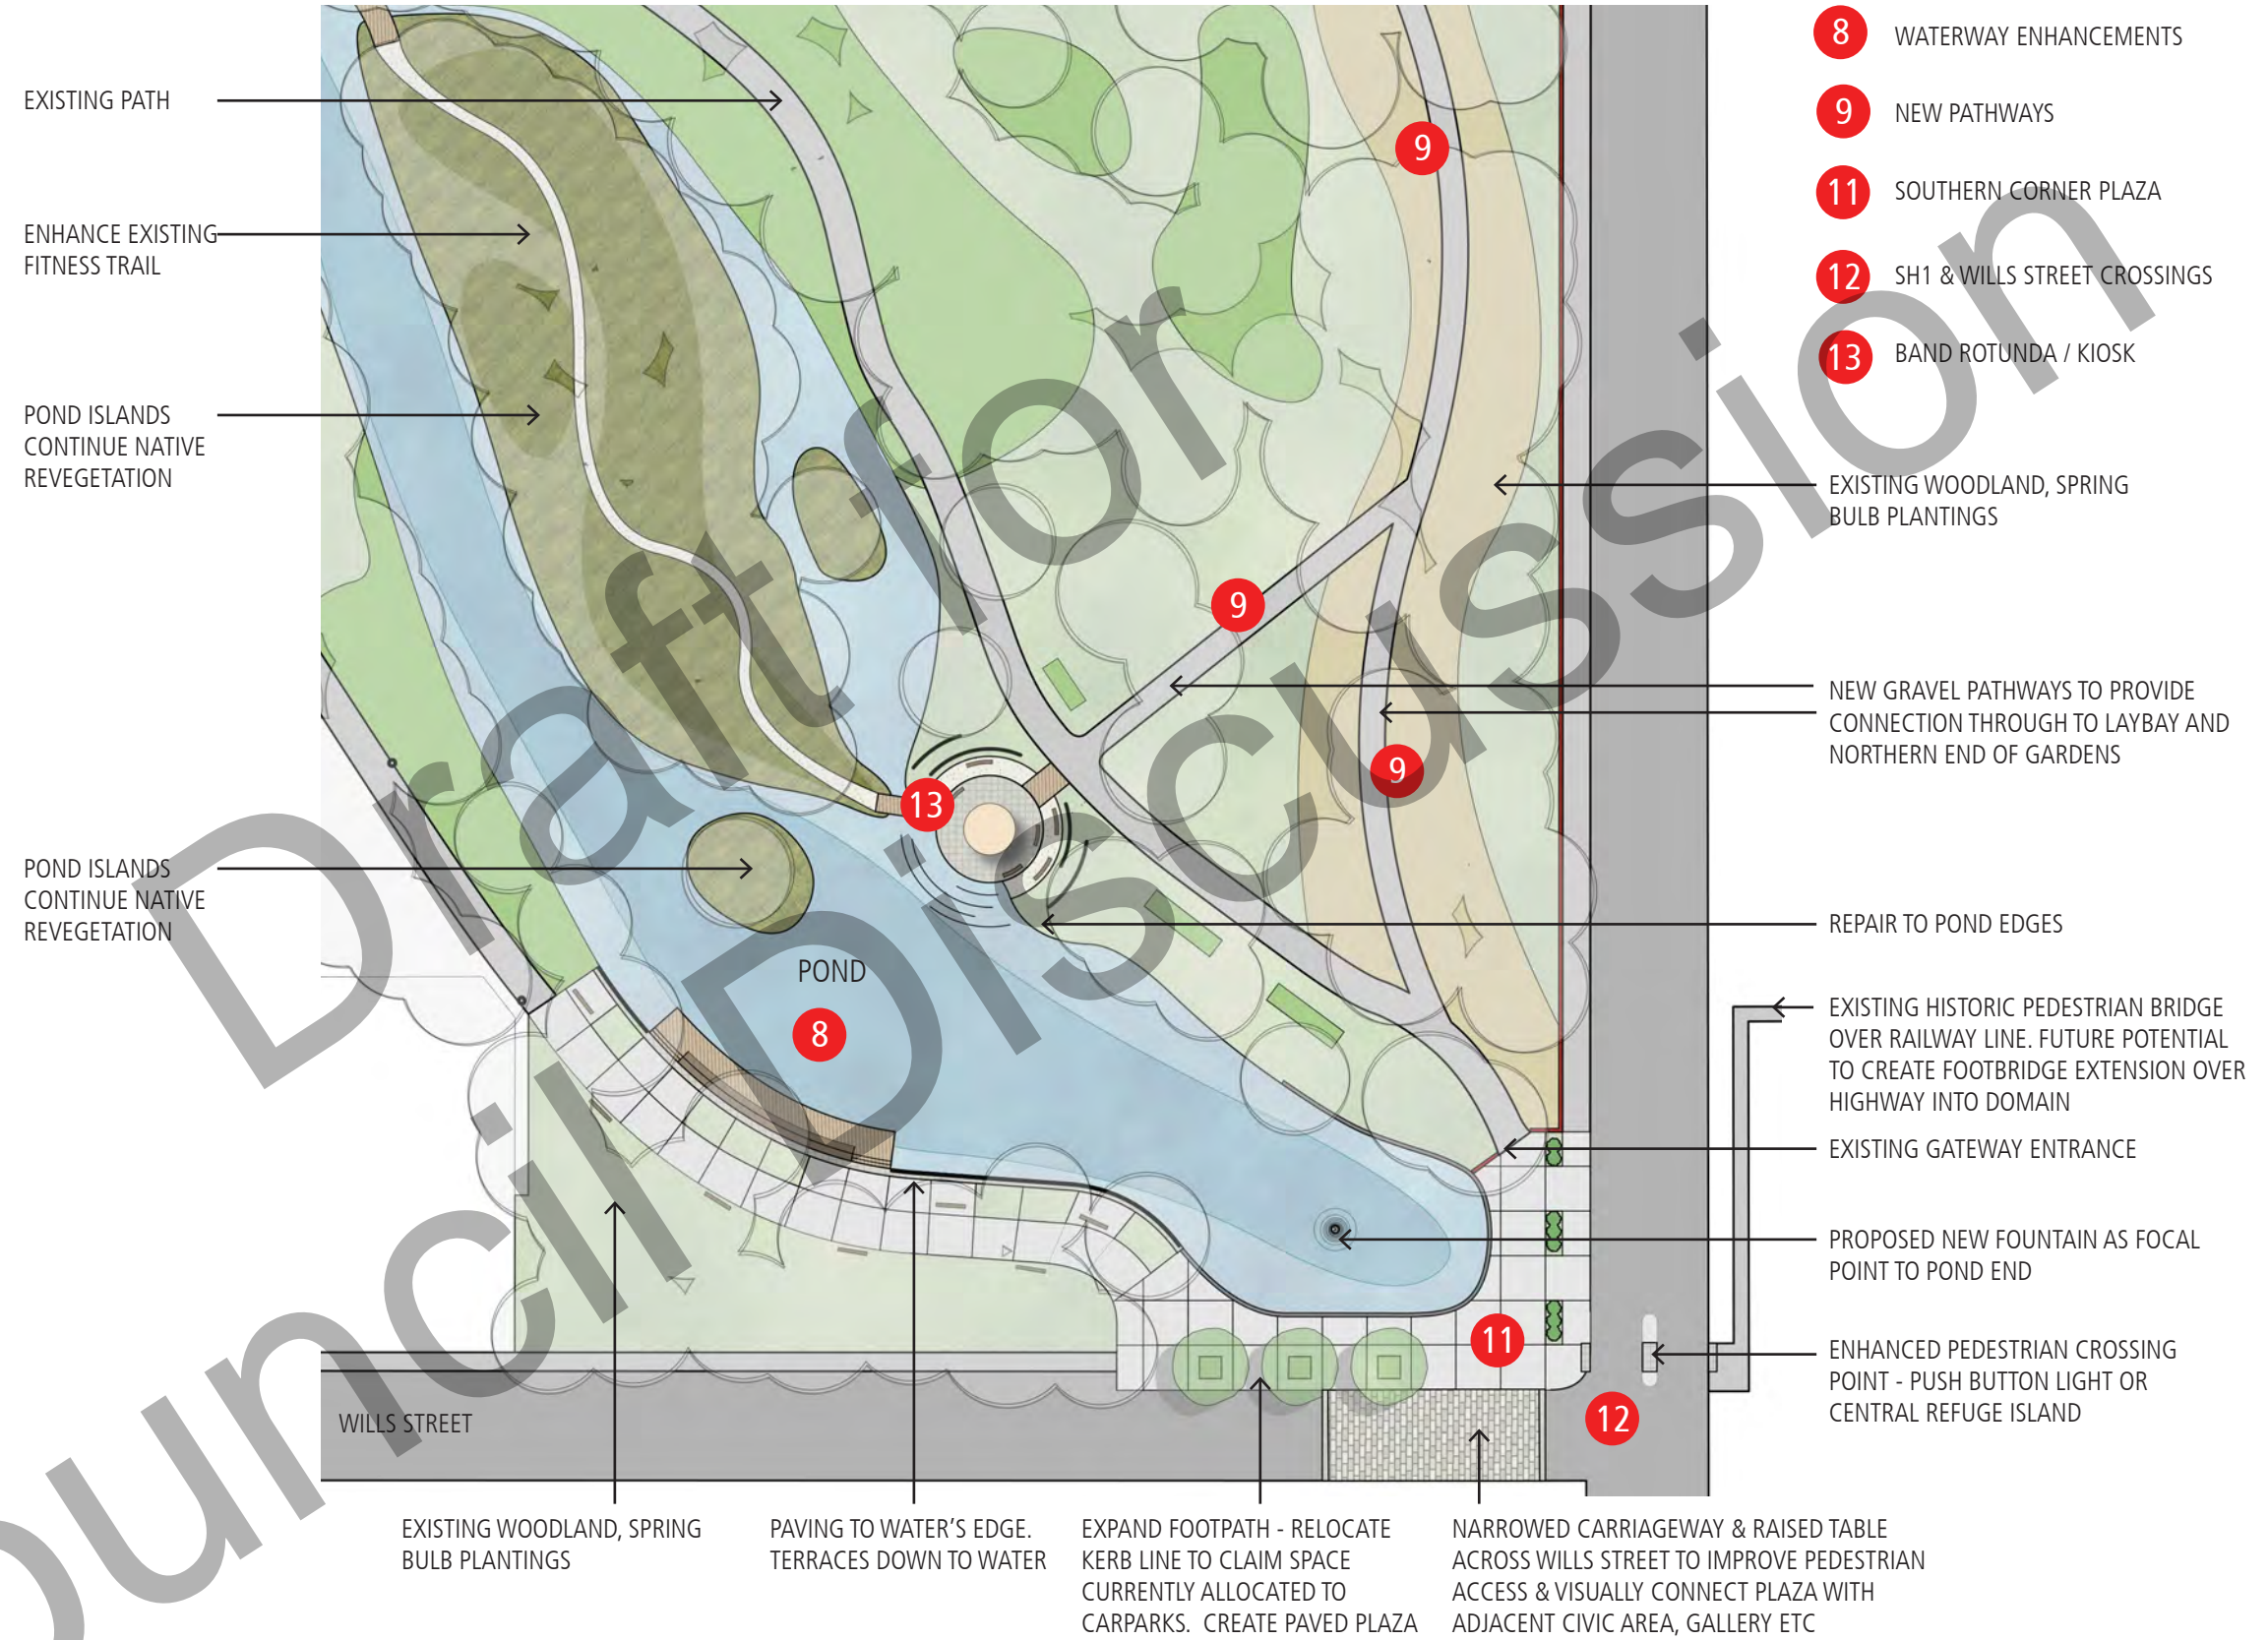 8 WATERWAY ENHANCEMENTS
9 NEW PATHWAYS
11 SOUTHERN CORNER PLAZA
12 SH1 & WILLS STREET CROSSINGS
13 BAND ROTUNDA / KIOSK
EXISTING PATH
ENHANCE EXISTING
FITNESS TRAIL
POND ISLANDS
CONTINUE NATIVE
REVEGETATION
POND ISLANDS
CONTINUE NATIVE
REVEGETATION
9
9
9
13
POND
8
11
12
WILLS STREET
EXISTING WOODLAND, SPRING
BULB PLANTINGS
NEW GRAVEL PATHWAYS TO PROVIDE
CONNECTION THROUGH TO LAYBAY AND
NORTHERN END OF GARDENS
REPAIR TO POND EDGES
EXISTING HISTORIC PEDESTRIAN BRIDGE
OVER RAILWAY LINE. FUTURE POTENTIAL
TO CREATE FOOTBRIDGE EXTENSION OVER
HIGHWAY INTO DOMAIN
EXISTING GATEWAY ENTRANCE
PROPOSED NEW FOUNTAIN AS FOCAL
POINT TO POND END
ENHANCED PEDESTRIAN CROSSING
POINT - PUSH BUTTON LIGHT OR
CENTRAL REFUGE ISLAND
EXISTING WOODLAND, SPRING
BULB PLANTINGS
PAVING TO WATER'S EDGE.
TERRACES DOWN TO WATER
EXPAND FOOTPATH - RELOCATE
KERB LINE TO CLAIM SPACE
CURRENTLY ALLOCATED TO
CARPARKS. CREATE PAVED PLAZA
NARROWED CARRIAGEWAY & RAISED TABLE
ACROSS WILLS STREET TO IMPROVE PEDESTRIAN
ACCESS & VISUALLY CONNECT PLAZA WITH
ADJACENT CIVIC AREA, GALLERY ETC
Draft for
ouncil Discussion